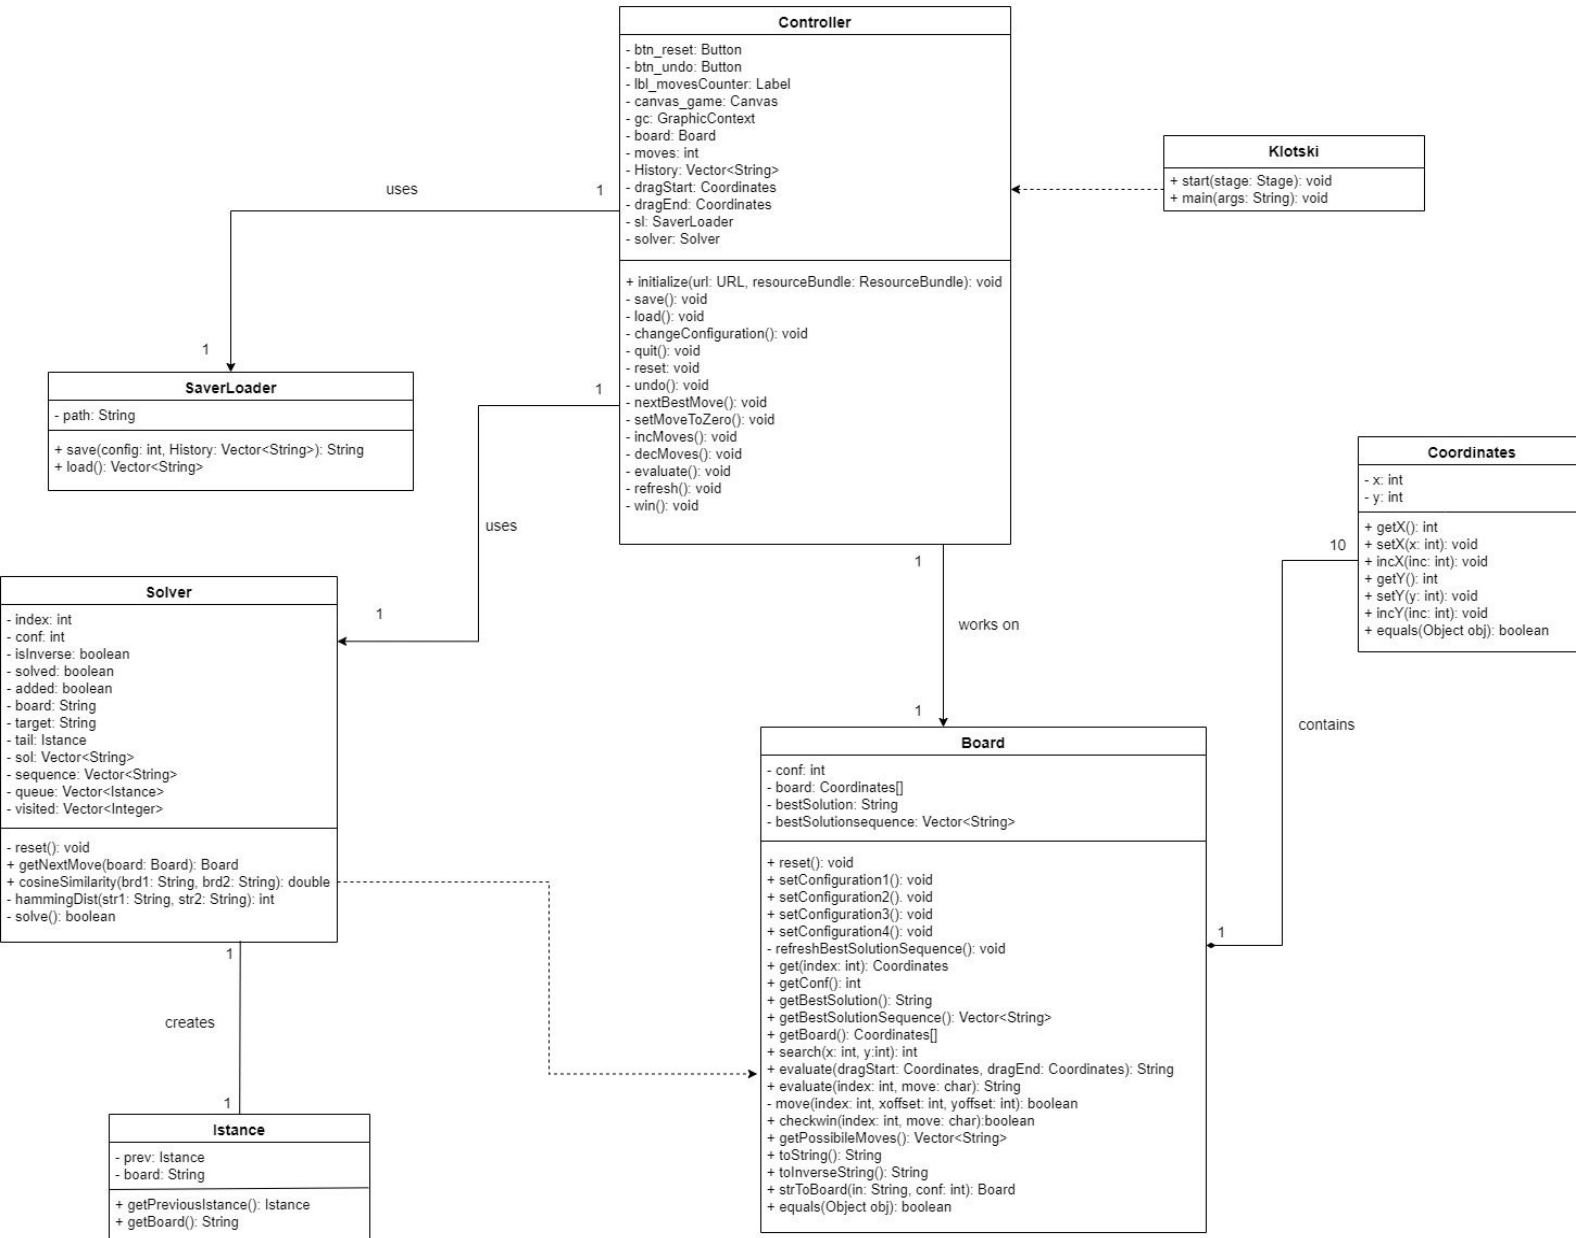 Controller
- btn_reset: Button
- btn_undo: Button
- lbl_movesCounter: Label
- canvas_game: Canvas
- gc: GraphicContext
- board: Board
- moves: int
- History: Vector<String>
- dragStart: Coordinates
- dragEnd: Coordinates
- sl: SaverLoader
- solver: Solver
+ initialize(url: URL, resourceBundle: ResourceBundle): void
- save(): void
- load(): void
- changeConfiguration(): void
- quit(): void
- reset: void
- undo(): void
- nextBestMove(): void
- setMoveToZero(): void
- incMoves(): void
- decMoves(): void
- evaluate(): void
- refresh(): void
- win(): void
Klotski
+ start(stage: Stage): void
+ main(args: String): void
uses
1
1
SaverLoader
- path: String
+ save(config: int, History: Vector<String>): String
+ load(): Vector<String>
1
uses
1
Solver
- index: int
- conf: int
- isInverse: boolean
- solved: boolean
- added: boolean
- board: String
- target: String
- tail: Istance
- sol: Vector<String>
- sequence: Vector<String>
- queue: Vector<Istance>
- visited: Vector<Integer>
- reset(): void
+ getNextMove(board: Board): Board
+ cosineSimilarity(brd1: String, brd2: String): double
- hammingDist(str1: String, str2: String): int
- solve(): boolean
1
creates
1
Istance
- prev: Istance
- board: String
+ getPreviousIstance(): Istance
+ getBoard(): String
1
works on
1
Board
- conf: int
- board: Coordinates[]
- bestSolution: String
- bestSolutionsequence: Vector<String>
+ reset(): void
+ setConfiguration1(): void
+ setConfiguration2(). void
+ setConfiguration3(): void
+ setConfiguration4(): void
- refreshBestSolutionSequence(): void
+ get(index: int): Coordinates
+ getConf(): int
+ getBestSolution(): String
+ getBestSolutionSequence(): Vector<String>
+ getBoard(): Coordinates[]
+ search(x: int, y:int): int
+ evaluate(dragStart: Coordinates, dragEnd: Coordinates): String
+ evaluate(index: int, move: char): String
- move(index: int, xoffset: int, yoffset: int): boolean
+ checkwin(index: int, move: char):boolean
+ getPossibileMoves(): Vector<String>
+ toString(): String
+ toInverseString(): String
+ strToBoard(in: String, conf: int): Board
+ equals(Object obj): boolean
Coordinates
- x: int
- y: int
+ getX(): int
+ setX(x: int): void
+ incX(inc: int): void
+ getY(): int
+ setY(y: int): void
+ incY(inc: int): void
+ equals(Object obj): boolean
10
contains
1